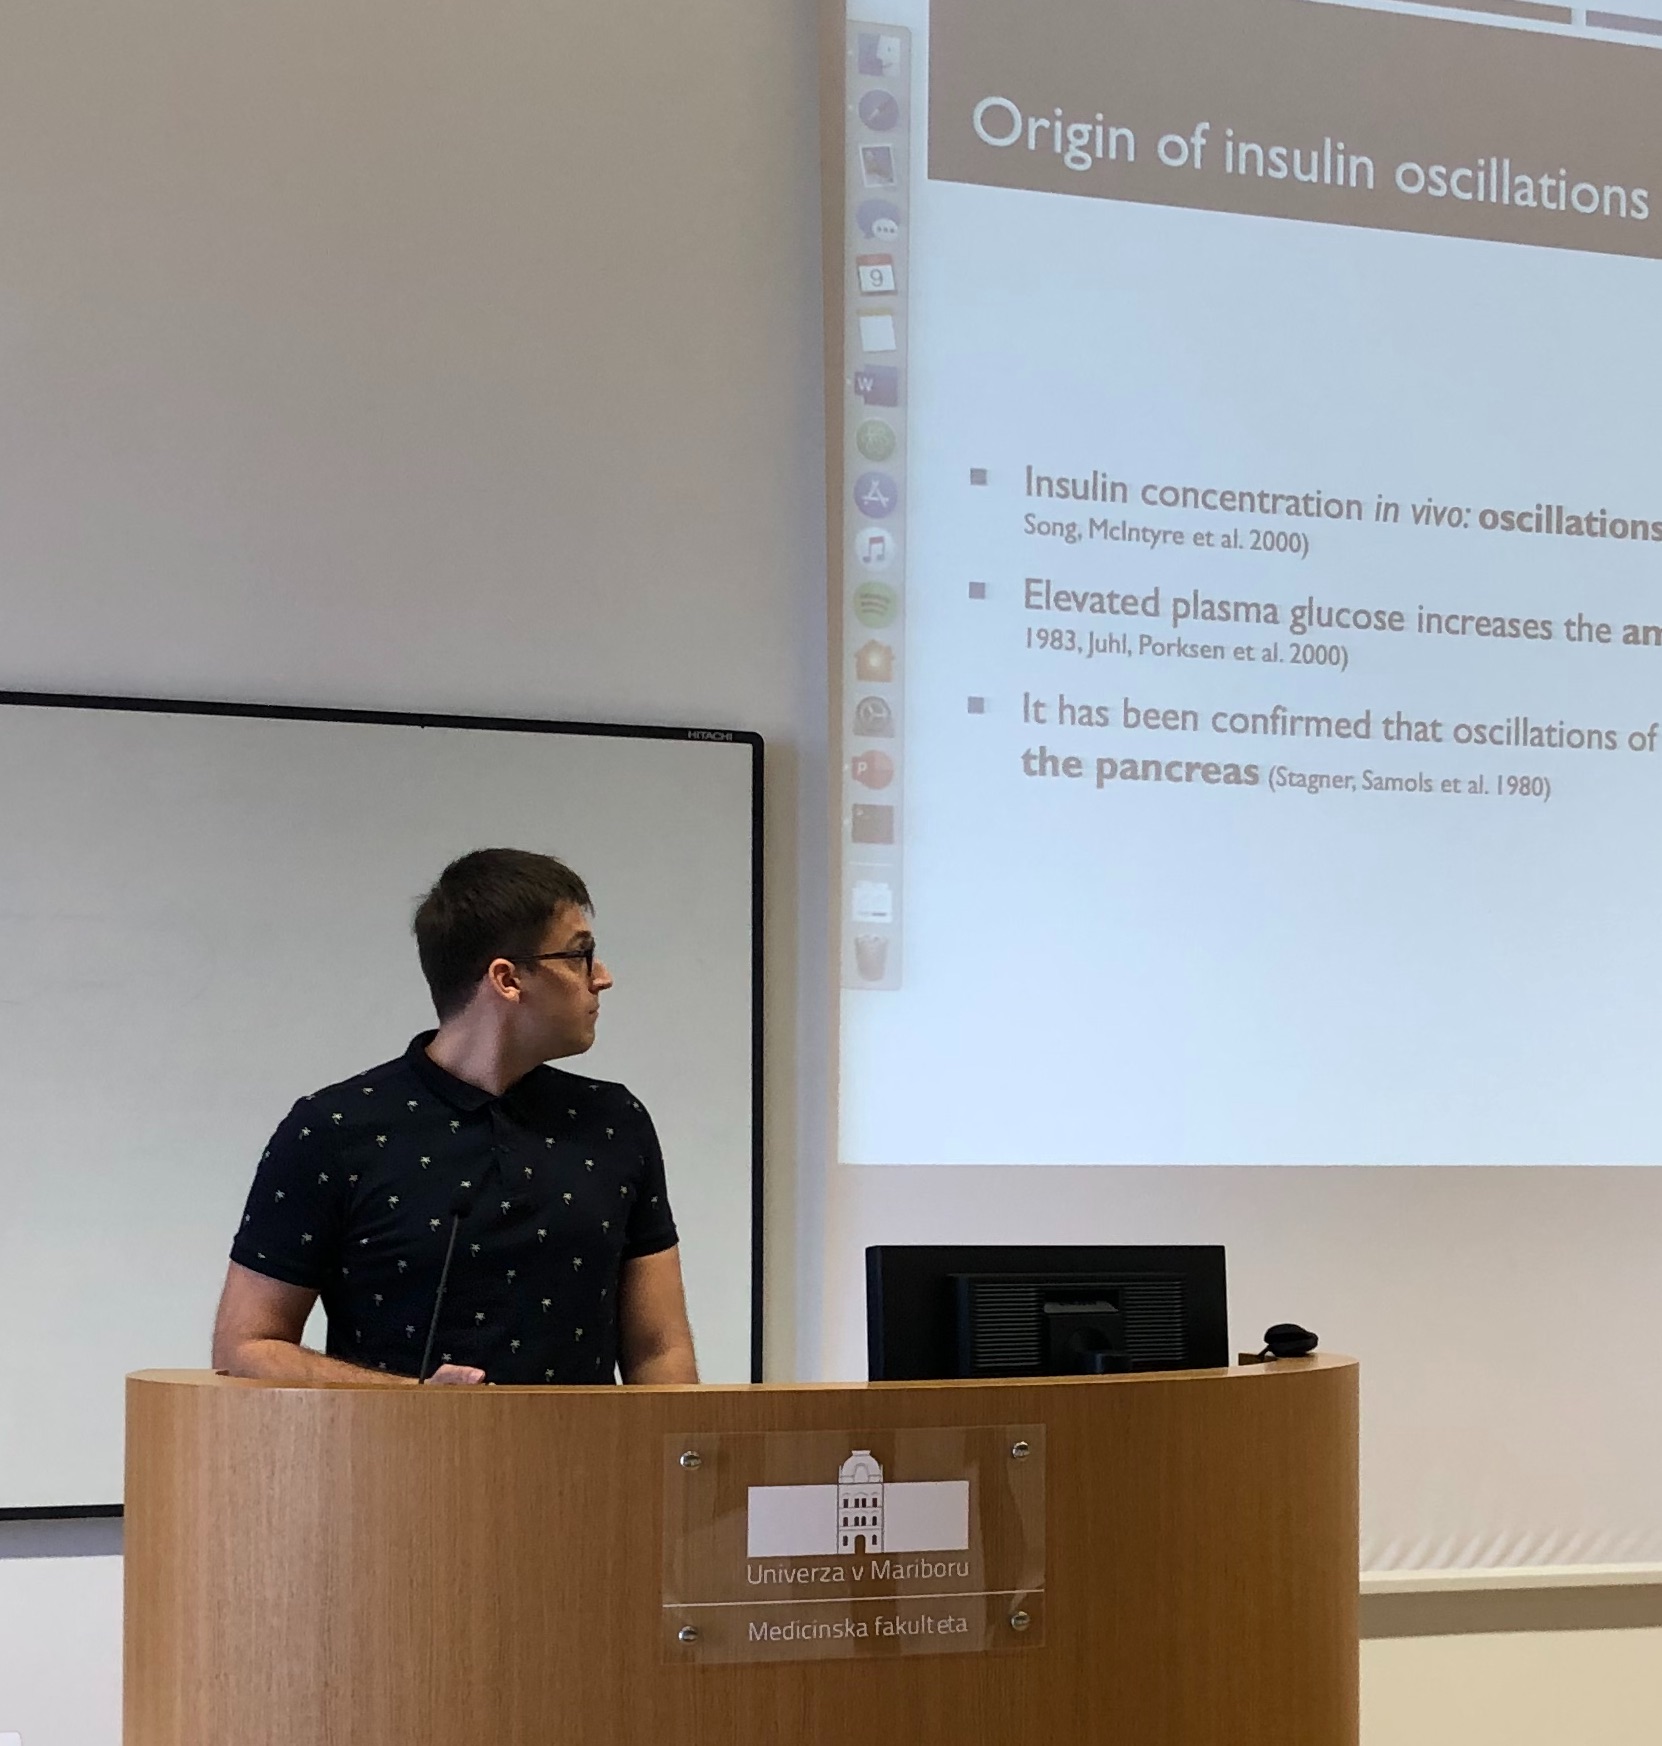 Origin of insulin oscillations
9
W
Insulin concentration in vivo: oscillations
Song, McIntyre et al. 2000)
Elevated plasma glucose increases the
1983, Juhl, Porksen et al. 2000)
It has been confirmed that oscillations of
the pancreas (Stagner, Samols et al. 1980)
P
HITACHI
Univerza v Mariboru
Medicinska fakulteta